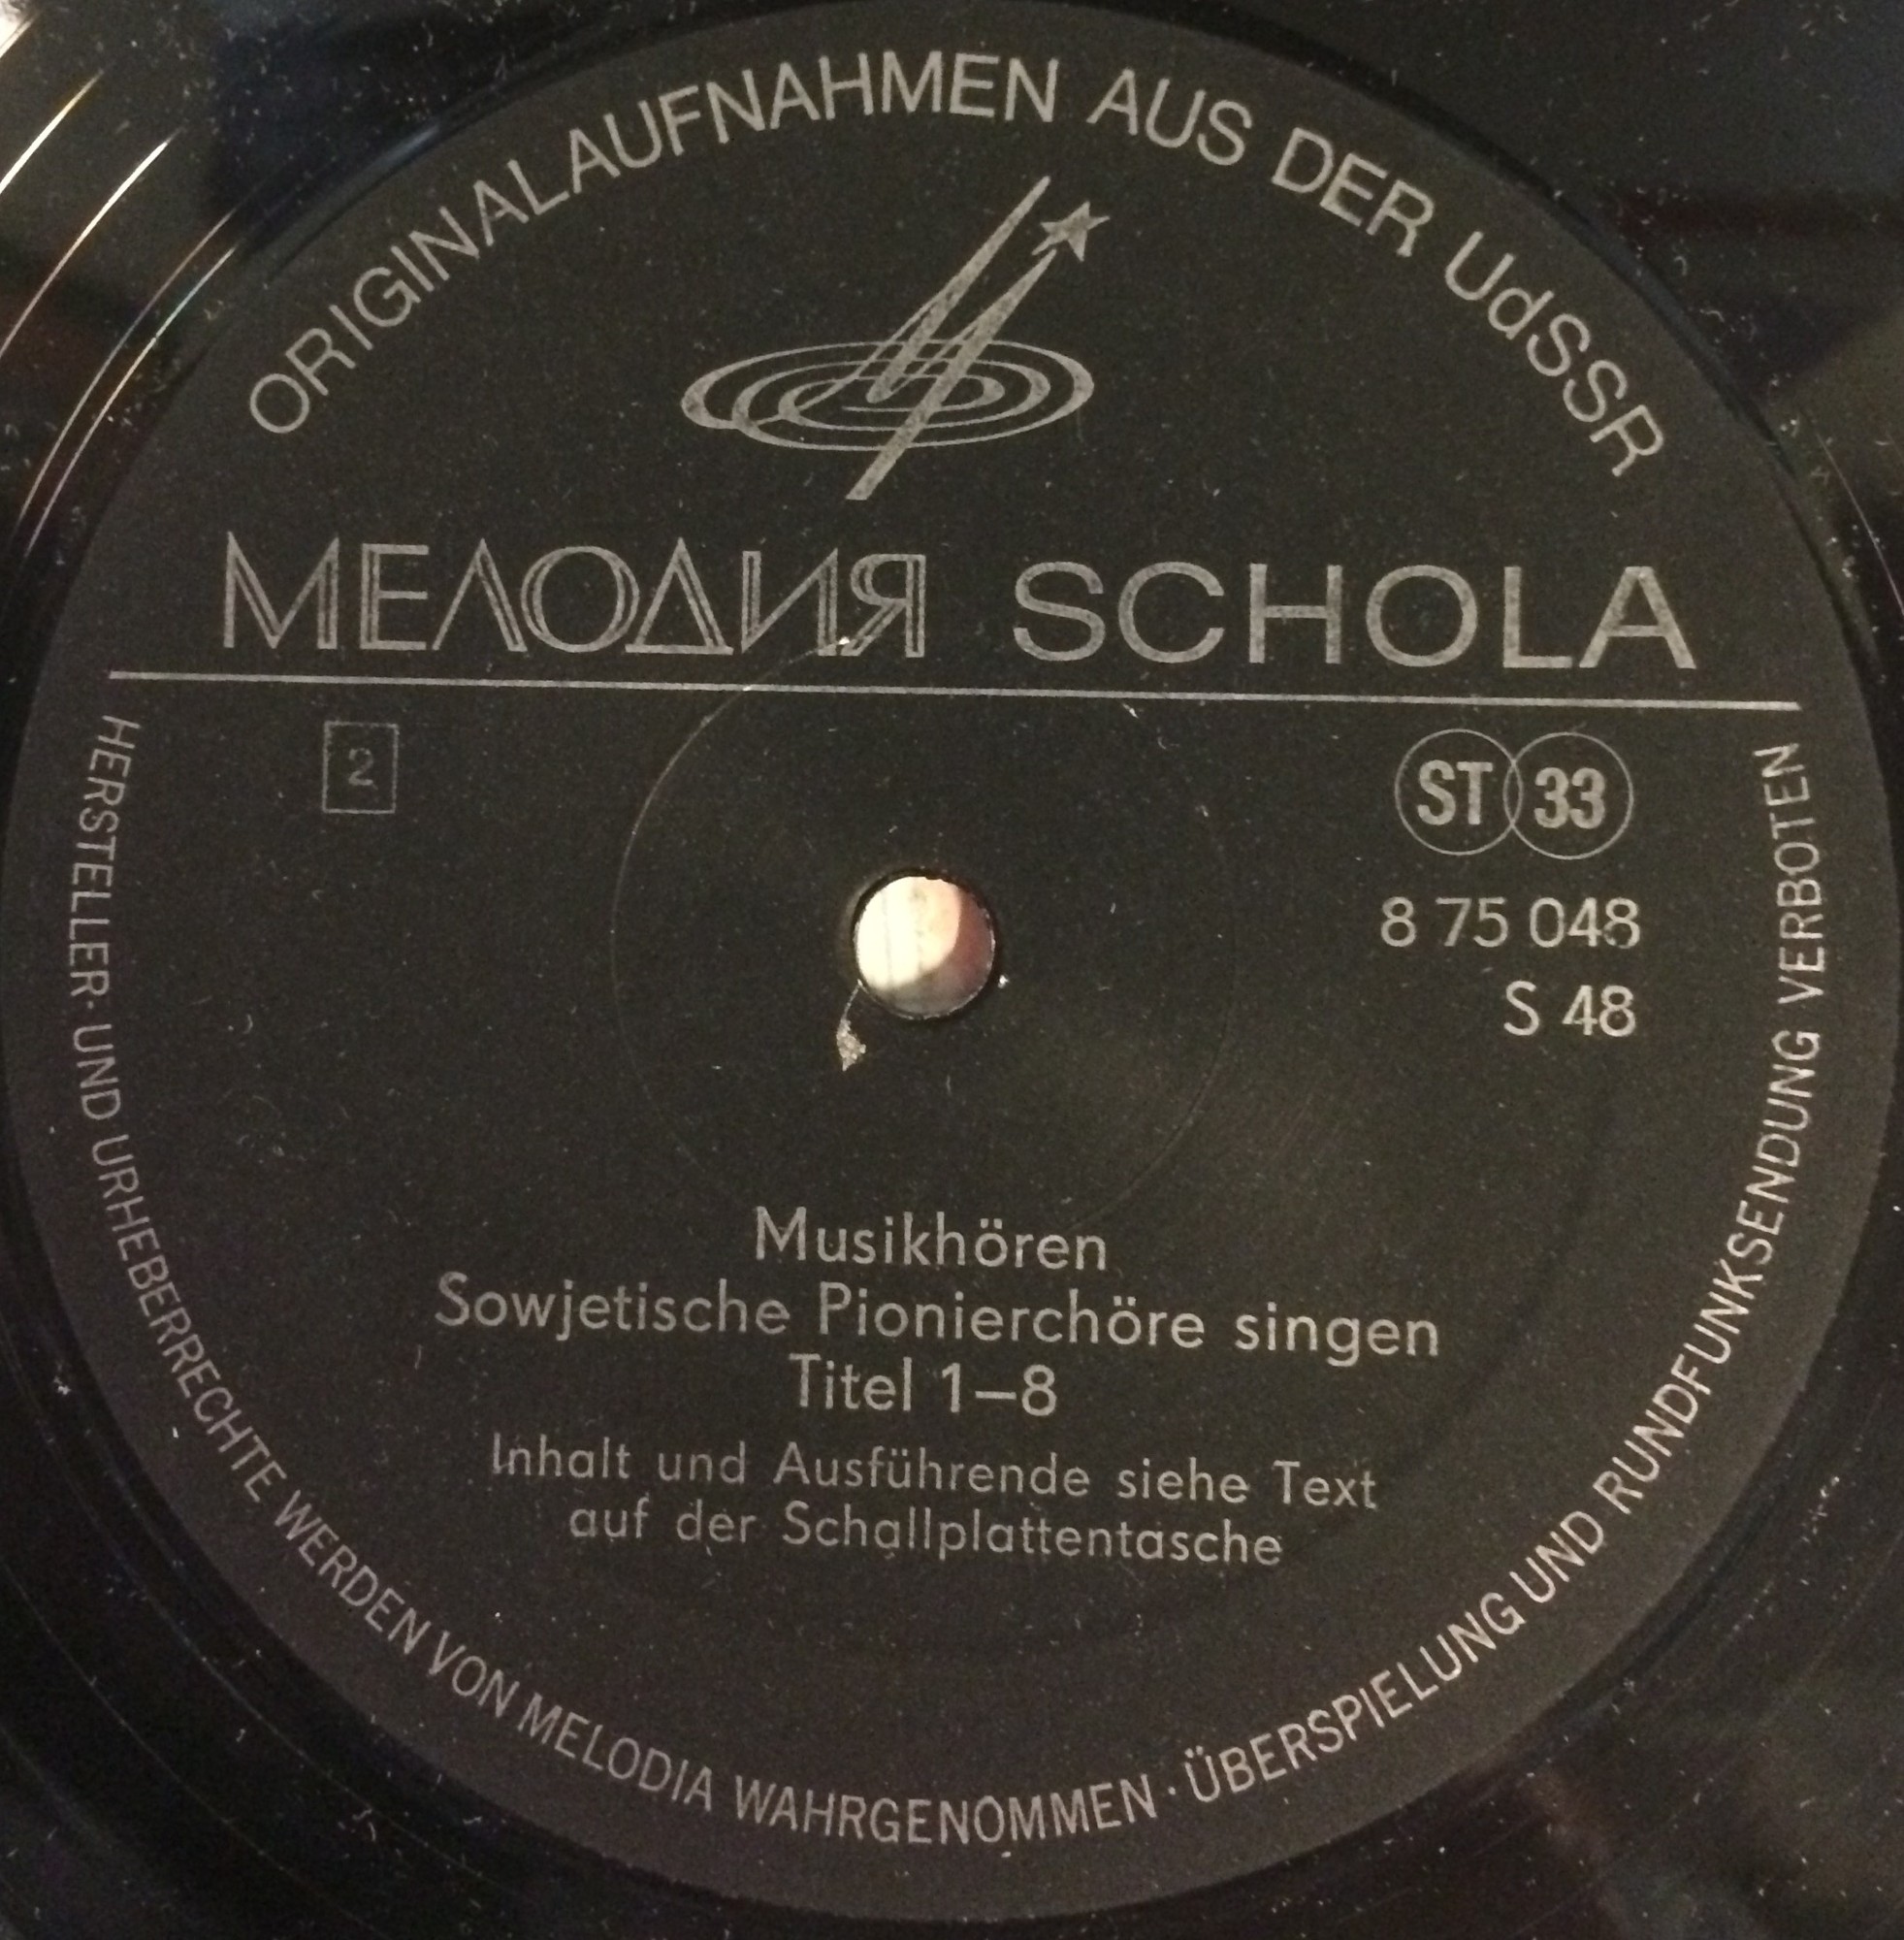 ORIGINALAUFNAHMEN AUS DER UdSSR
МЕЛОДИЯ SCHOLA
2
ST 33
8 75 048
S 48
Musikhören
Sowjetische Pionierchöre singen
Titel 1–8
Inhalt und Ausführende siehe Text
auf der Schallplattentasche
HERSTELLER- UND URHEBERRECHTE WERDEN VON MELODIA WAHRGENOMMEN · ÜBERSPIELUNG UND RUNDFUNKSENDUNG VERBOTEN